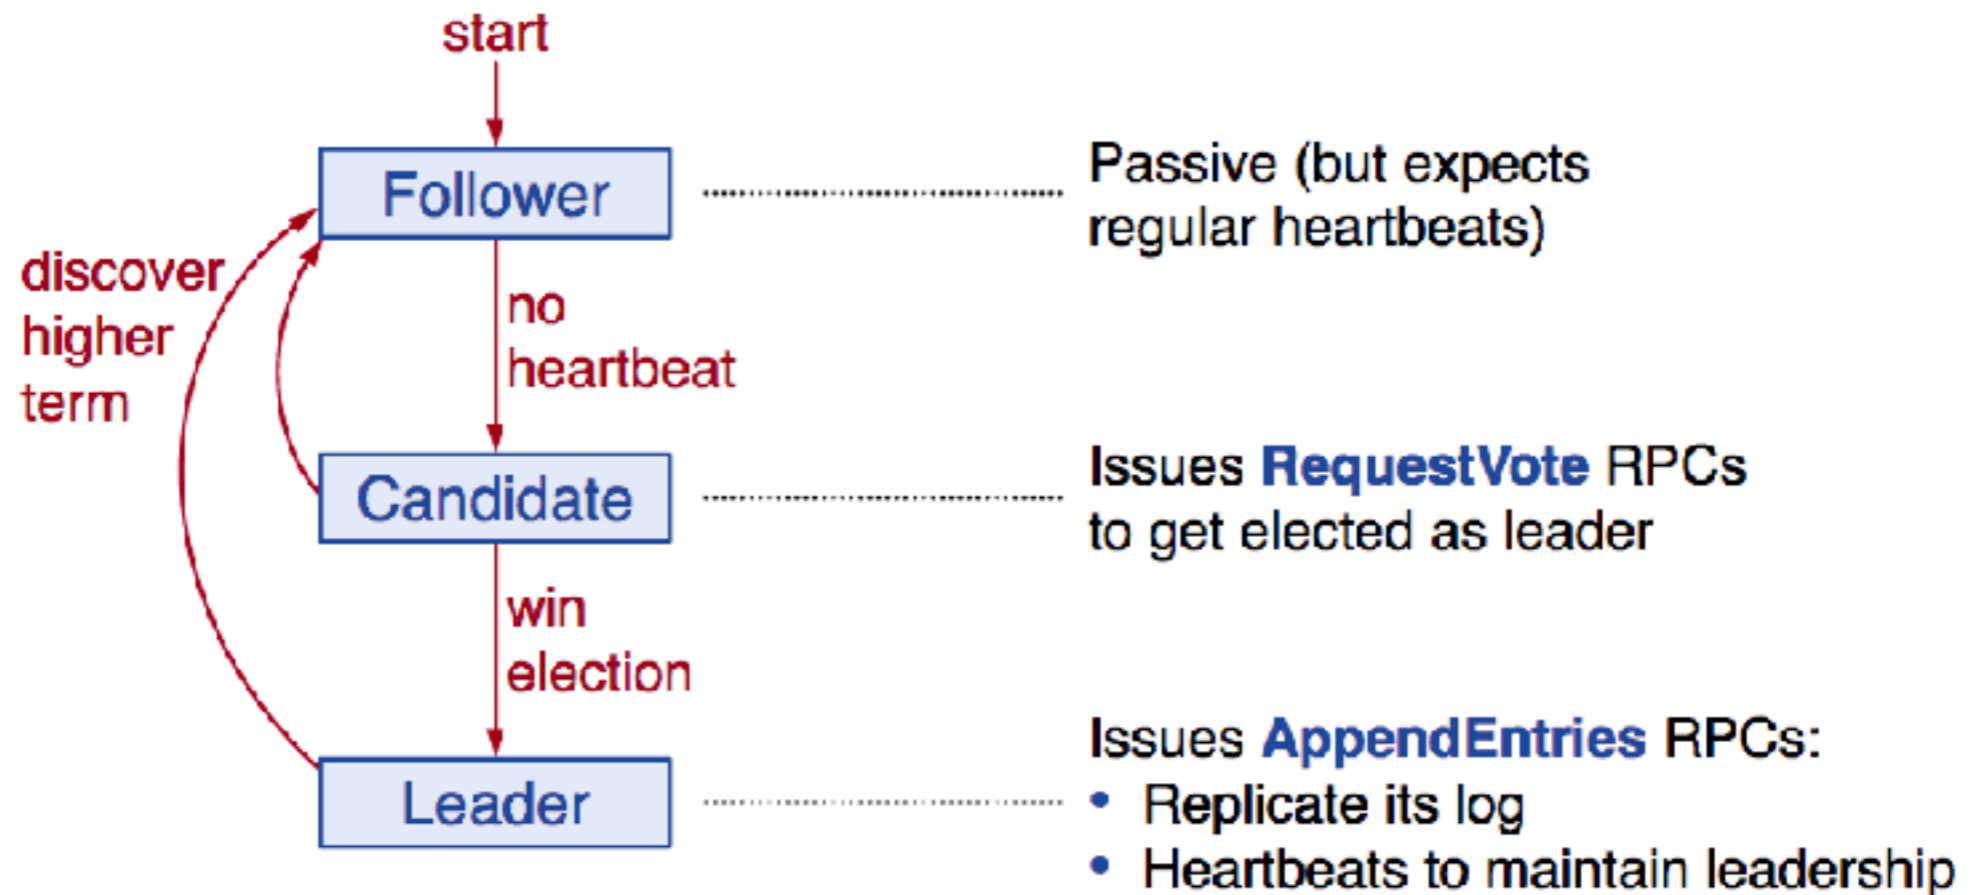 start
Follower
Passive (but expects
regular heartbeats)
discover
higher
term
no
heartbeat
Candidate
Issues RequestVote RPCs
to get elected as leader
win
election
Leader
Issues AppendEntries RPCs:
• Replicate its log
• Heartbeats to maintain leadership